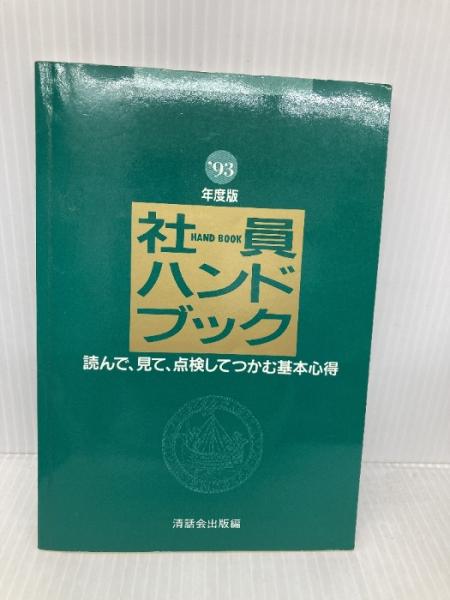 '93
年度版
社 HAND BOOK 員
ハンド
ブック
読んで、見て、点検してつかむ基本心得
清話会出版編